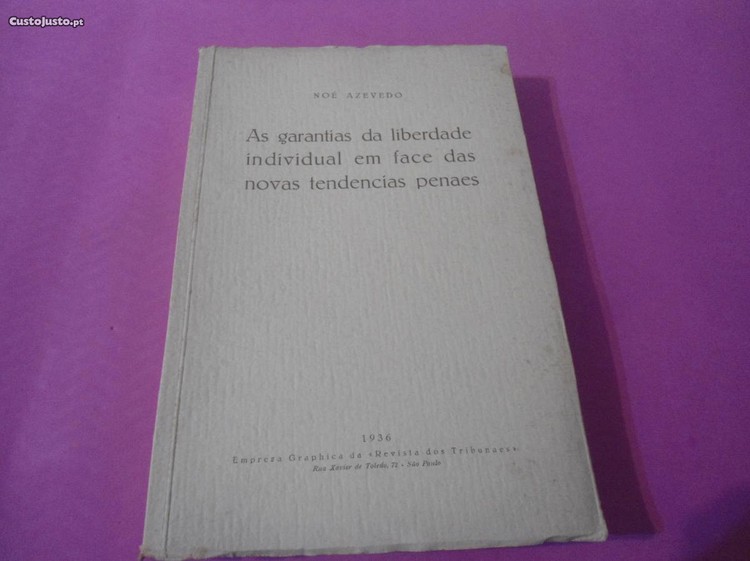 CustoJusto.pt
NOÉ AZEVEDO
As garantias da liberdade
individual em face das
novas tendencias penaes
1936
Empreza Graphica da «Revista dos Tribunaes»
Rua Xavier de Toledo, 72 - São Paulo